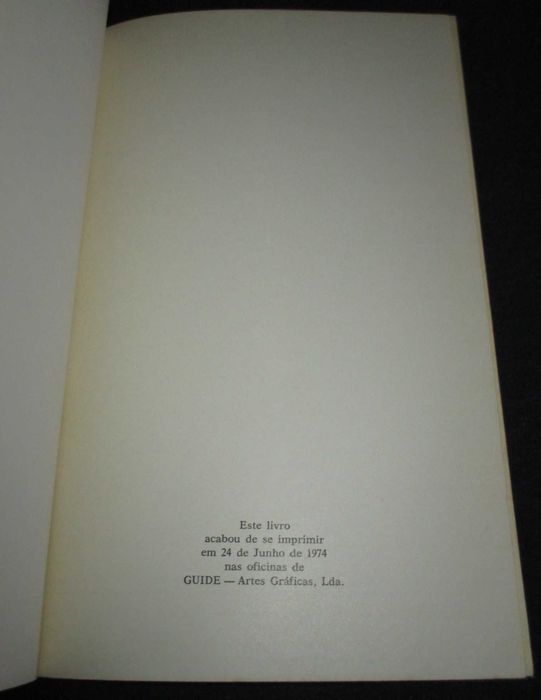 Este livro
acabou de se imprimir
em 24 de Junho de 1974
nas oficinas de
GUIDE — Artes Gráficas, Lda.